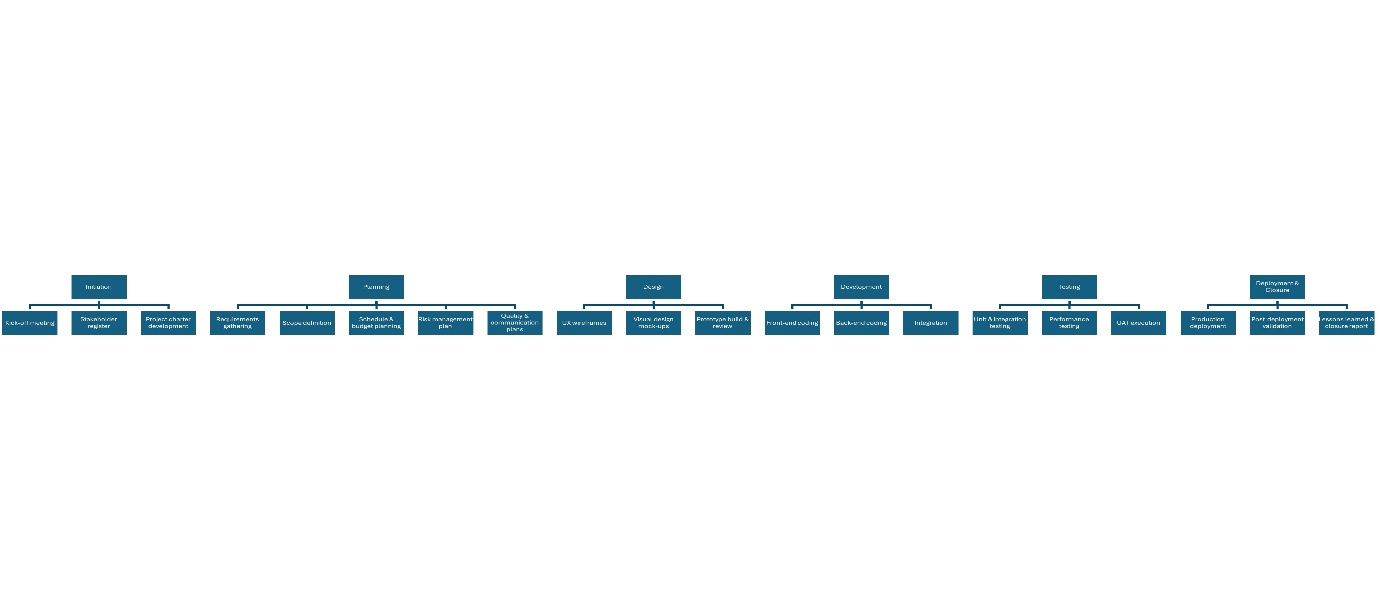 Initiation
Planning
Design
Development
Testing
Deployment &
Closure
Kick-off meeting
Stakeholder
register
Project charter
development
Requirements
gathering
Scope definition
Schedule &
budget planning
Risk management
plan
Quality &
communication
plans
UX wireframes
Visual design
mock-ups
Prototype build &
review
Front-end coding
Back-end coding
Integration
Unit & integration
testing
Performance
testing
UAT execution
Production
deployment
Post deployment
validation
Lessons learned &
closure report